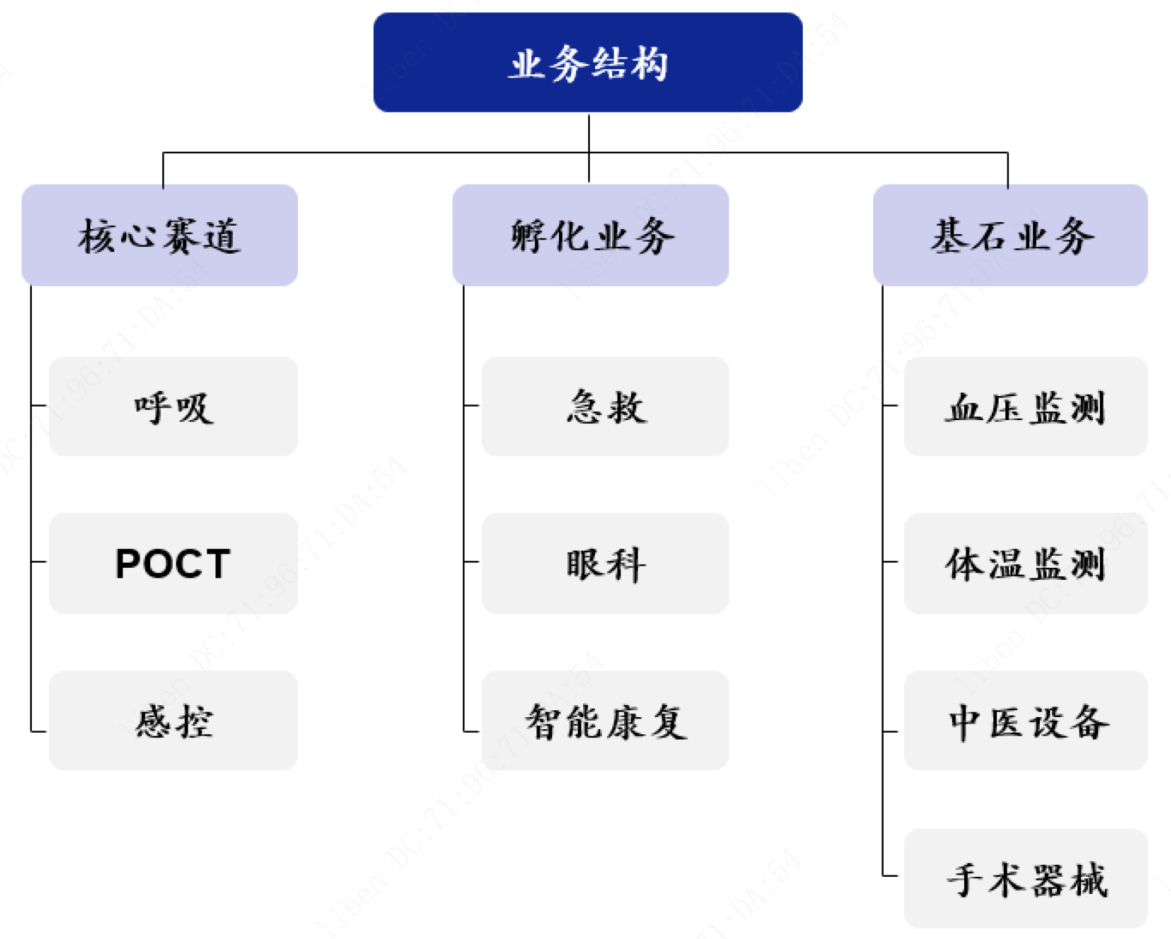 业务结构
核心赛道
呼吸
POCT
感控
孵化业务
急救
眼科
智能康复
基石业务
血压监测
体温监测
中医设备
手术器械
liben DC:71:96:71:DA:54